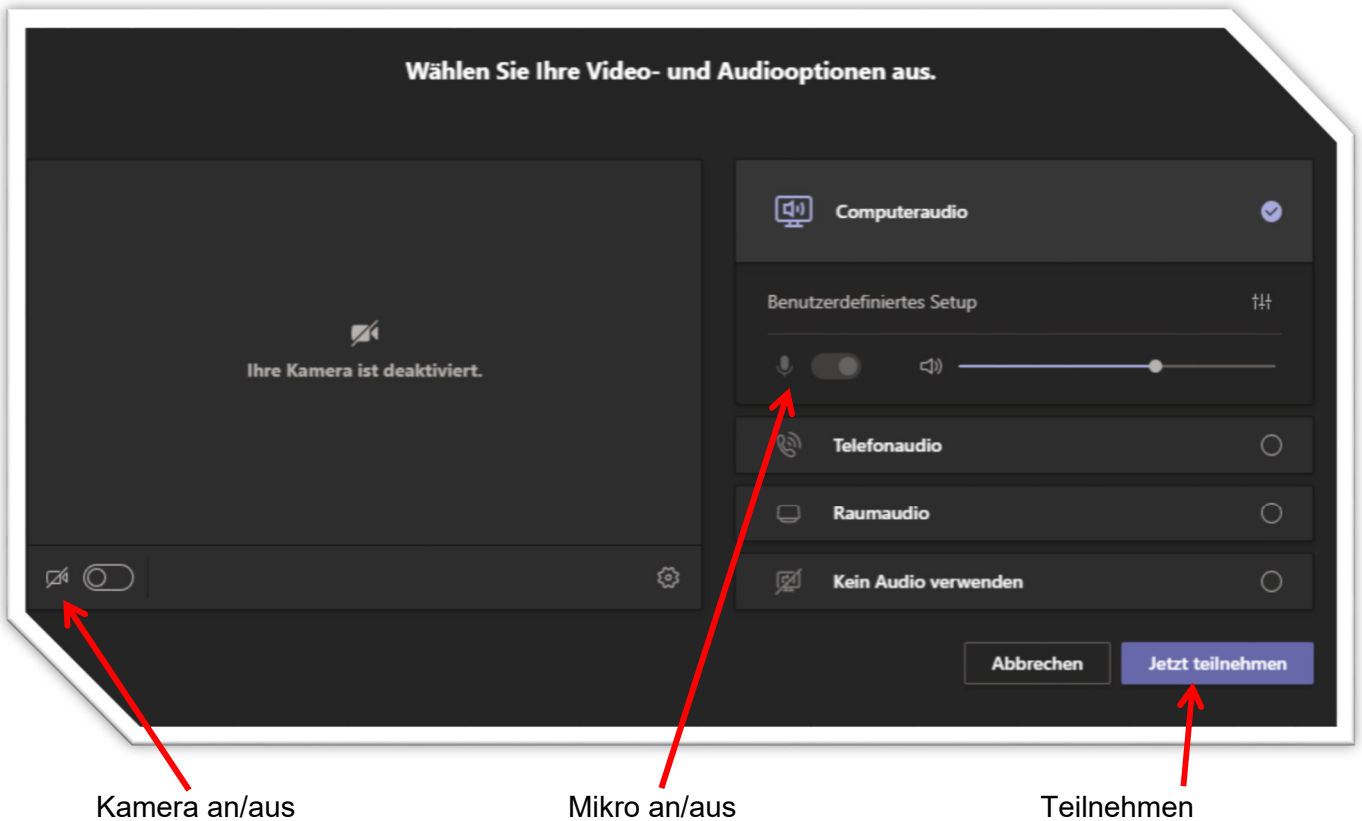 Wählen Sie Ihre Video- und Audiooptionen aus.
Ihre Kamera ist deaktiviert.
Computeraudio
Benutzerdefiniertes Setup
Telefonaudio
Raumaudio
Kein Audio verwenden
Abbrechen
Jetzt teilnehmen
Kamera an/aus
Mikro an/aus
Teilnehmen